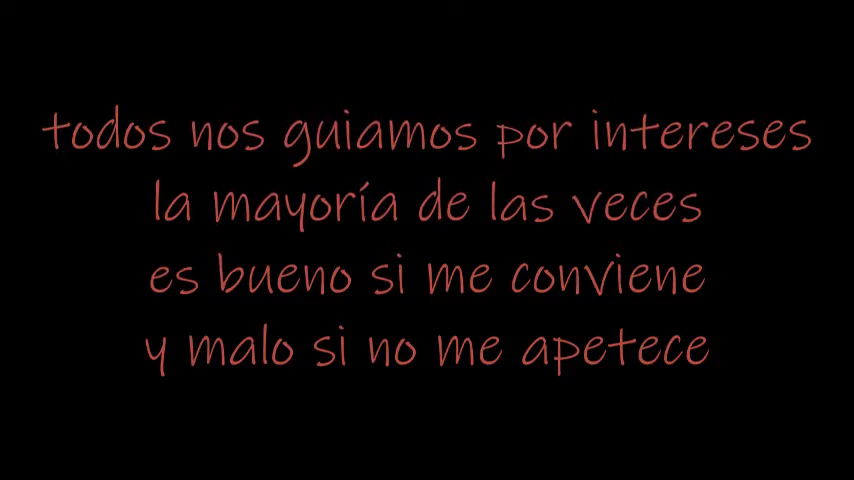 todos nos guiamos por intereses
la mayoría de las veces
es bueno si me conviene
y malo si no me apetece